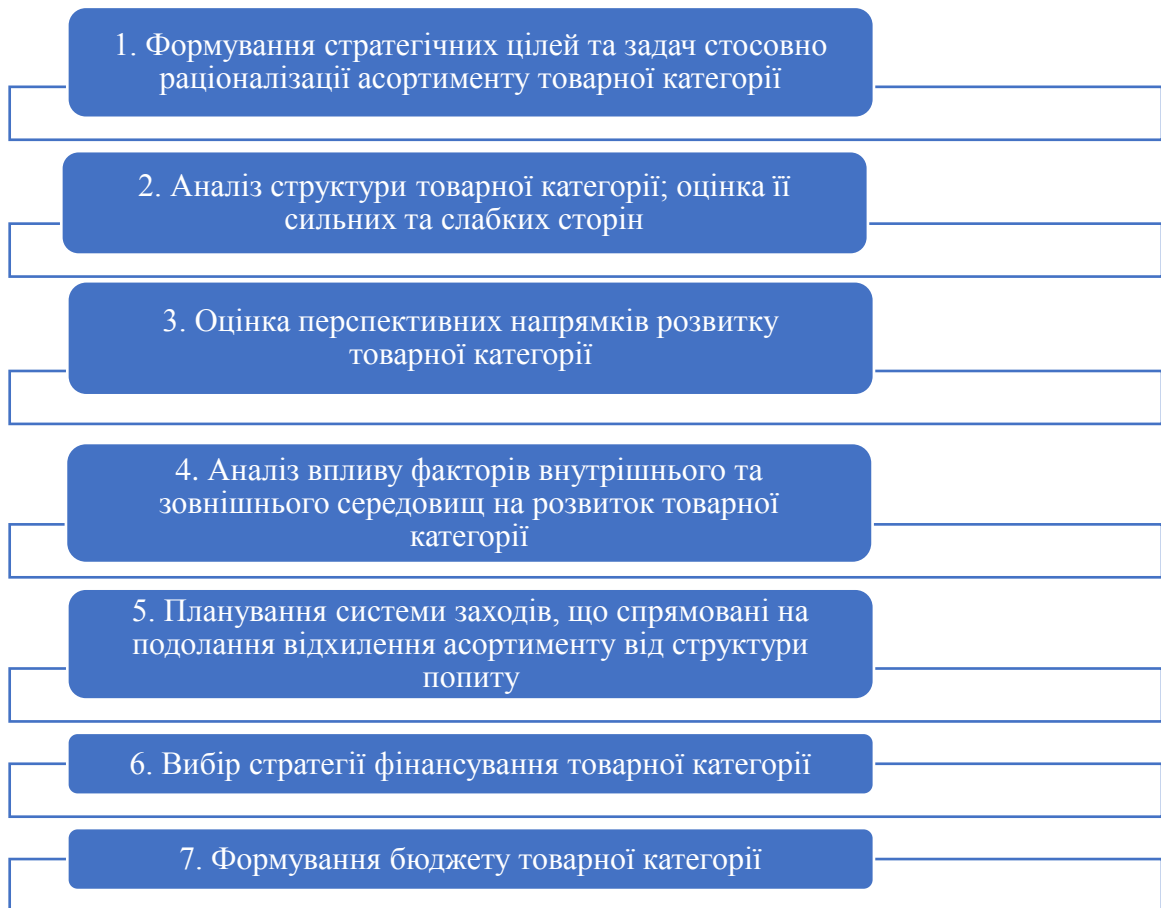 1. Формування стратегічних цілей та задач стосовно
раціоналізації асортименту товарної категорії
2. Аналіз структури товарної категорії; оцінка її
сильних та слабких сторін
3. Оцінка перспективних напрямків розвитку
товарної категорії
4. Аналіз впливу факторів внутрішнього та
зовнішнього середовищ на розвиток товарної
категорії
5. Планування системи заходів, що спрямовані на
подолання відхилення асортименту від структури
попиту
6. Вибір стратегії фінансування товарної категорії
7. Формування бюджету товарної категорії